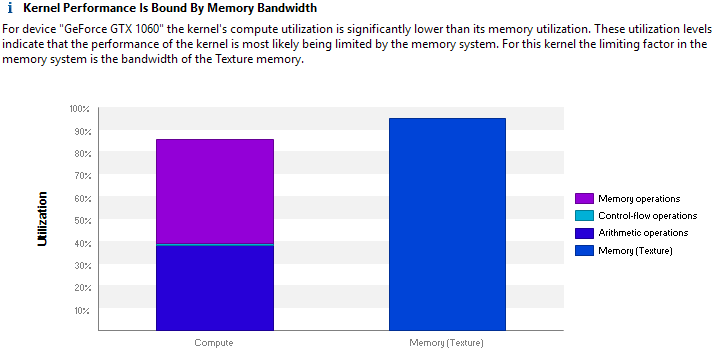 i Kernel Performance Is Bound By Memory Bandwidth
For device "GeForce GTX 1060" the kernel's compute utilization is significantly lower than its memory utilization. These utilization levels
indicate that the performance of the kernel is most likely being limited by the memory system. For this kernel the limiting factor in the
memory system is the bandwidth of the Texture memory.
100%
90%
80%
70%
60%
50%
40%
30%
20%
10%
Utilization
Compute
Memory (Texture)
Memory operations
Control-flow operations
Arithmetic operations
Memory (Texture)